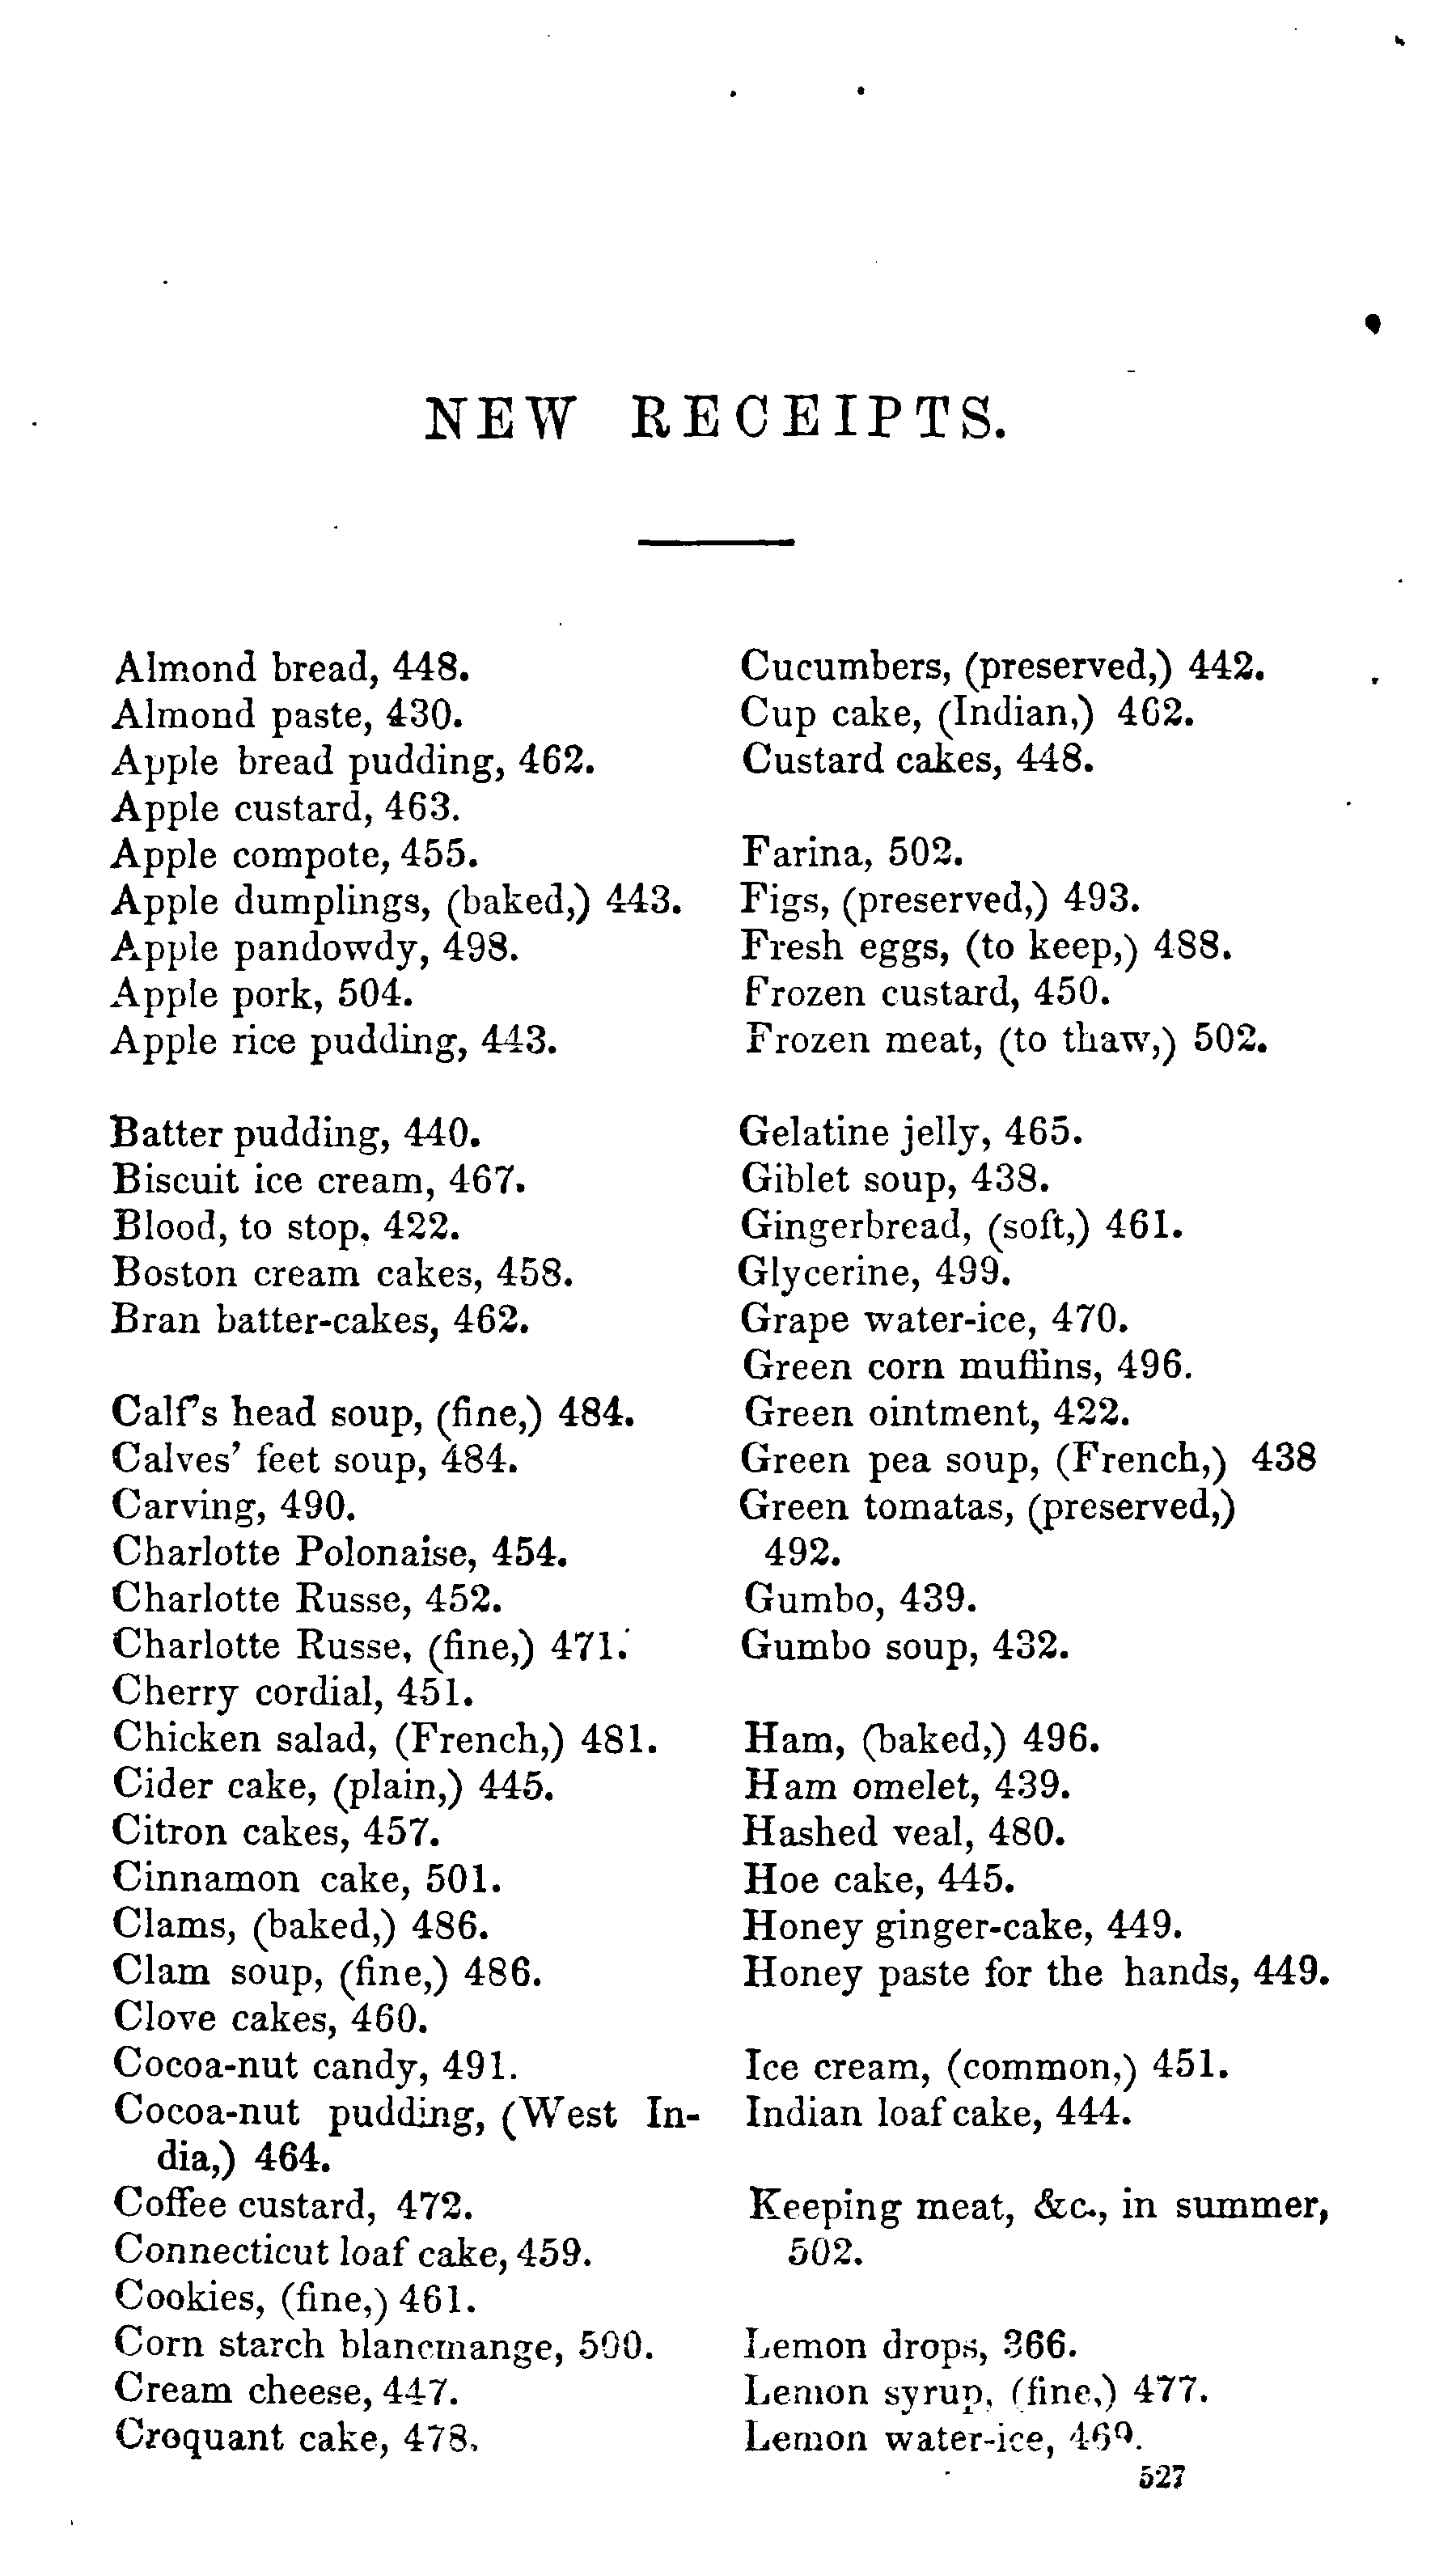 NEW RECEIPTS.
Almond bread, 448.
Almond paste, 430.
Apple bread pudding, 462.
Apple custard, 463.
Apple compote, 455.
Apple dumplings, (baked,) 443.
Apple pandowdy, 498.
Apple pork, 504.
Apple rice pudding, 443.
Batter pudding, 440.
Biscuit ice cream, 467.
Blood, to stop, 422.
Boston cream cakes, 458.
Bran batter-cakes, 462.
Calf's head soup, (fine,) 484.
Calves' feet soup, 484.
Carving, 490.
Charlotte Polonaise, 454.
Charlotte Russe, 452.
Charlotte Russe, (fine,) 471.
Cherry cordial, 451.
Chicken salad, (French,) 481.
Cider cake, (plain,) 445.
Citron cakes, 457.
Cinnamon cake, 501.
Clams, (baked,) 486.
Clam soup, (fine,) 486.
Clove cakes, 460.
Cocoa-nut candy, 491.
Cocoa-nut pudding, (West In-
dia,) 464.
Coffee custard, 472.
Connecticut loaf cake, 459.
Cookies, (fine,) 461.
Corn starch blancmange, 500.
Cream cheese, 447.
Croquant cake, 478.
Cucumbers, (preserved,) 442.
Cup cake, (Indian,) 462.
Custard cakes, 448.
Farina, 502.
Figs, (preserved,) 493.
Fresh eggs, (to keep,) 488.
Frozen custard, 450.
Frozen meat, (to thaw,) 502.
Gelatine jelly, 465.
Giblet soup, 438.
Gingerbread, (soft,) 461.
Glycerine, 499.
Grape water-ice, 470.
Green corn muffins, 496.
Green ointment, 422.
Green pea soup, (French,) 438
Green tomatas, (preserved,)
492.
Gumbo, 439.
Gumbo soup, 432.
Ham, (baked,) 496.
Ham omelet, 439.
Hashed veal, 480.
Hoe cake, 445.
Honey ginger-cake, 449.
Honey paste for the hands, 449.
Ice cream, (common,) 451.
Indian loaf cake, 444.
Keeping meat, &c., in summer,
502.
Lemon drops, 366.
Lemon syrup, (fine,) 477.
Lemon water-ice, 469.
527